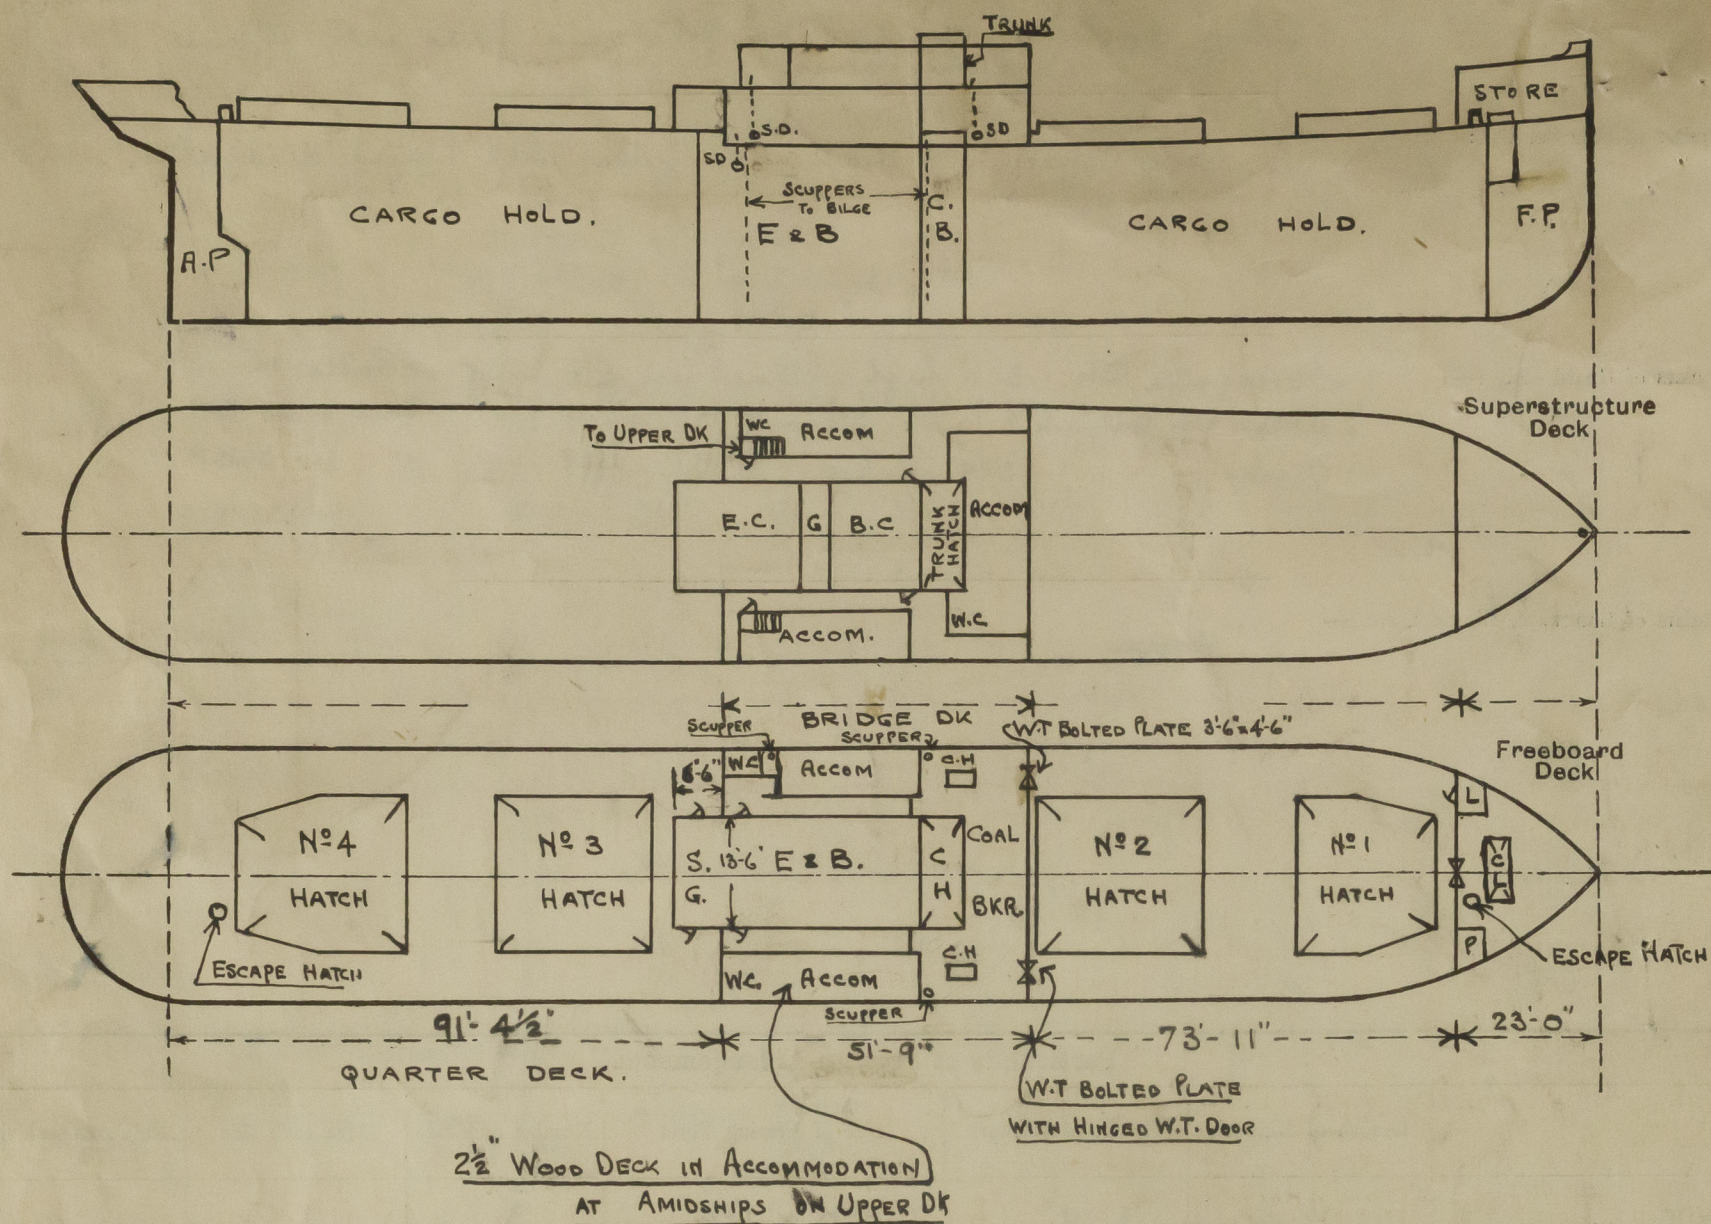 TRUNK
STORE
S.D.
SD
SD
SCUPPERS
TO BILGE
C.
B.
CARGO HOLD.
E & B
CARGO HOLD.
F.P.
A.P
Superstructure
Deck
TO UPPER DK
WC
ACCOM
E.C.
G
B.C
TRUNK
HATCH
ACCOM
W.C
ACCOM.
BRIDGE DK
SCUPPER
SCUPPER
W.T BOLTED PLATE 3'-6"x4'-6"
Freeboard
Deck
6'-6"
WC
ACCOM
C.H
L
Nº4
HATCH
Nº 3
HATCH
S.
G.
13'-6"
E & B.
C
H
COAL
BKR.
Nº 2
HATCH
Nº 1
HATCH
C
L
P
ESCAPE HATCH
ESCAPE HATCH
WC
ACCOM
C.H
SCUPPER
91'- 4½"
51'-9"
73'- 11"
23'-0"
QUARTER DECK.
W.T BOLTED PLATE
WITH HINGED W.T. DOOR
2½" WOOD DECK IN ACCOMMODATION
AT AMIDSHIPS ON UPPER DK